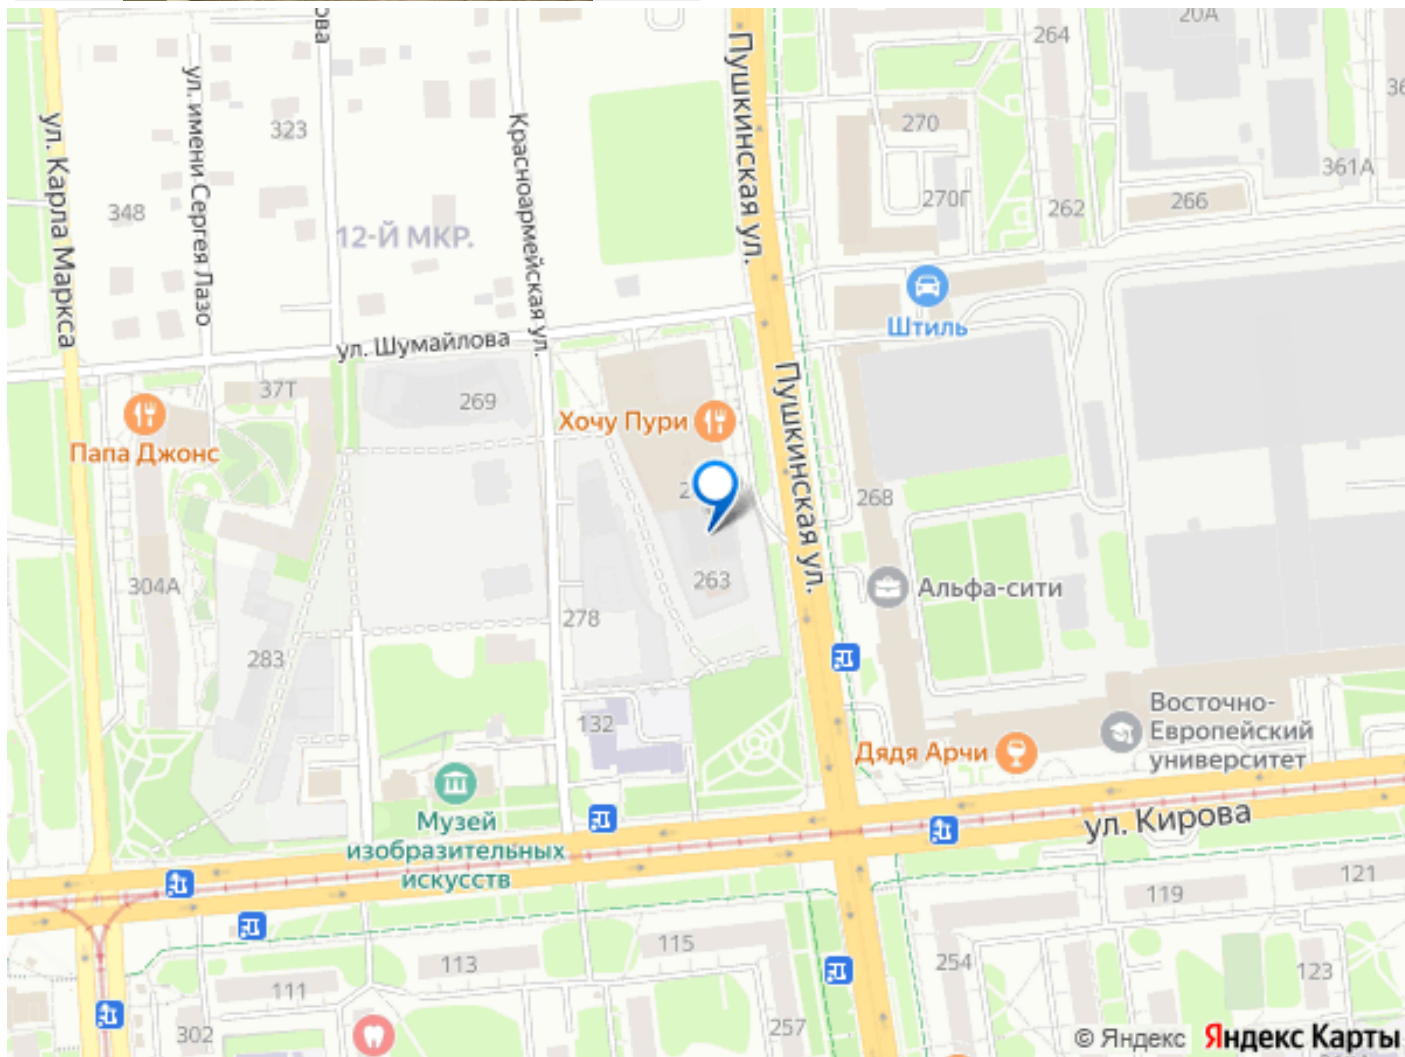 ова
Пушкинская ул.
264
20А
36
ул. Карла Маркса
ул. имени Сергея Лазо
323
Красноармейская ул.
270
361А
348
270Г
262
266
12-Й МКР.
Штиль
ул. Шумайлова
Пушкинская ул.
37Т
269
Хочу Пури
Папа Джонс
2
268
304А
263
Альфа-сити
278
283
132
Восточно-
Европейский
университет
Дядя Арчи
Музей
изобразительных
искусств
ул. Кирова
119
121
115
113
254
123
111
302
257
© Яндекс Яндекс Карты